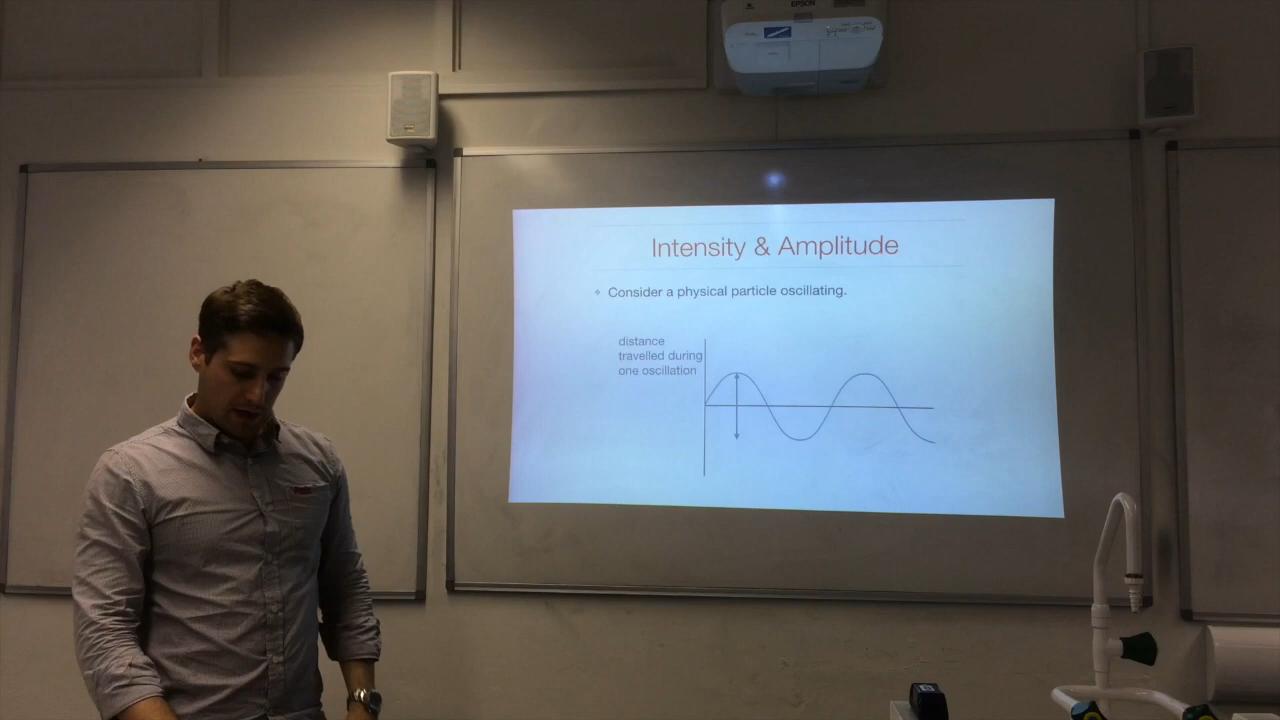 EPSON
Intensity & Amplitude
Consider a physical particle oscillating.
distance
travelled during
one oscillation